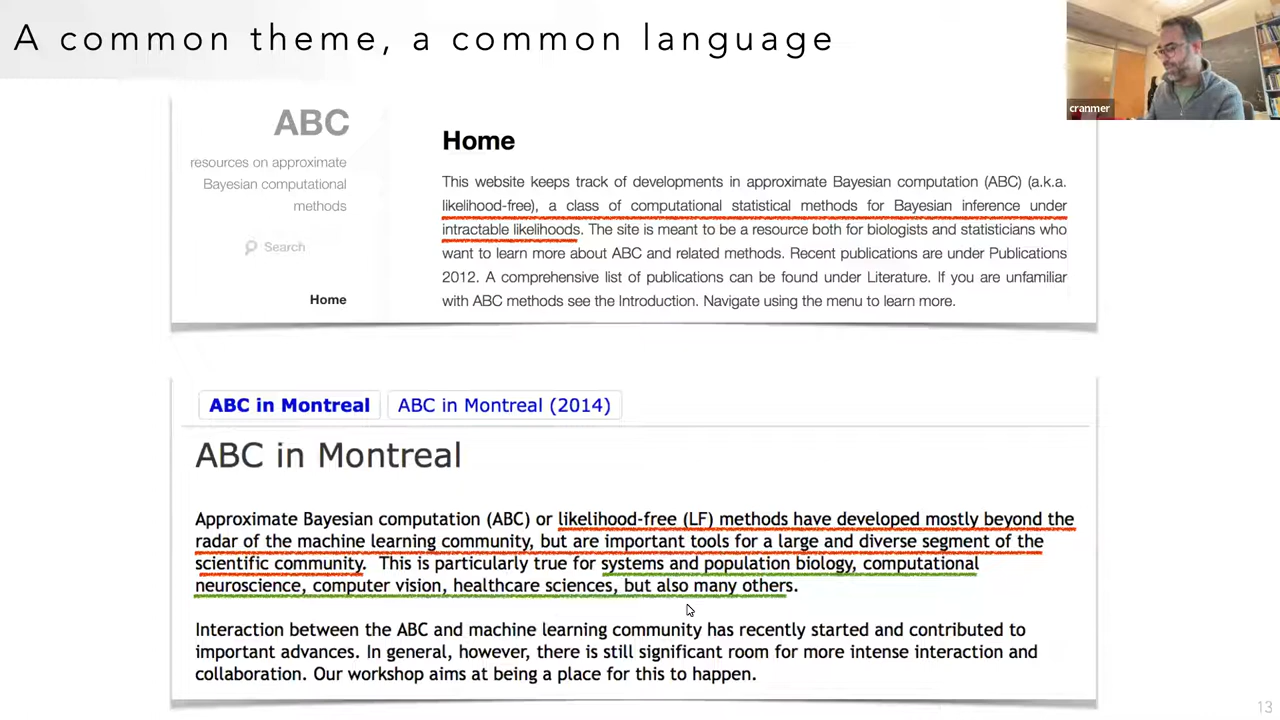 A common theme, a common language
cranmer
ABC
resources on approximate
Bayesian computational
methods
Search
Home
Home
This website keeps track of developments in approximate Bayesian computation (ABC) (a.k.a.
likelihood-free), a class of computational statistical methods for Bayesian inference under
intractable likelihoods. The site is meant to be a resource both for biologists and statisticians who
want to learn more about ABC and related methods. Recent publications are under Publications
2012. A comprehensive list of publications can be found under Literature. If you are unfamiliar
with ABC methods see the Introduction. Navigate using the menu to learn more.
ABC in Montreal
ABC in Montreal (2014)
ABC in Montreal
Approximate Bayesian computation (ABC) or likelihood-free (LF) methods have developed mostly beyond the
radar of the machine learning community, but are important tools for a large and diverse segment of the
scientific community. This is particularly true for systems and population biology, computational
neuroscience, computer vision, healthcare sciences, but also many others.
Interaction between the ABC and machine learning community has recently started and contributed to
important advances. In general, however, there is still significant room for more intense interaction and
collaboration. Our workshop aims at being a place for this to happen.
13